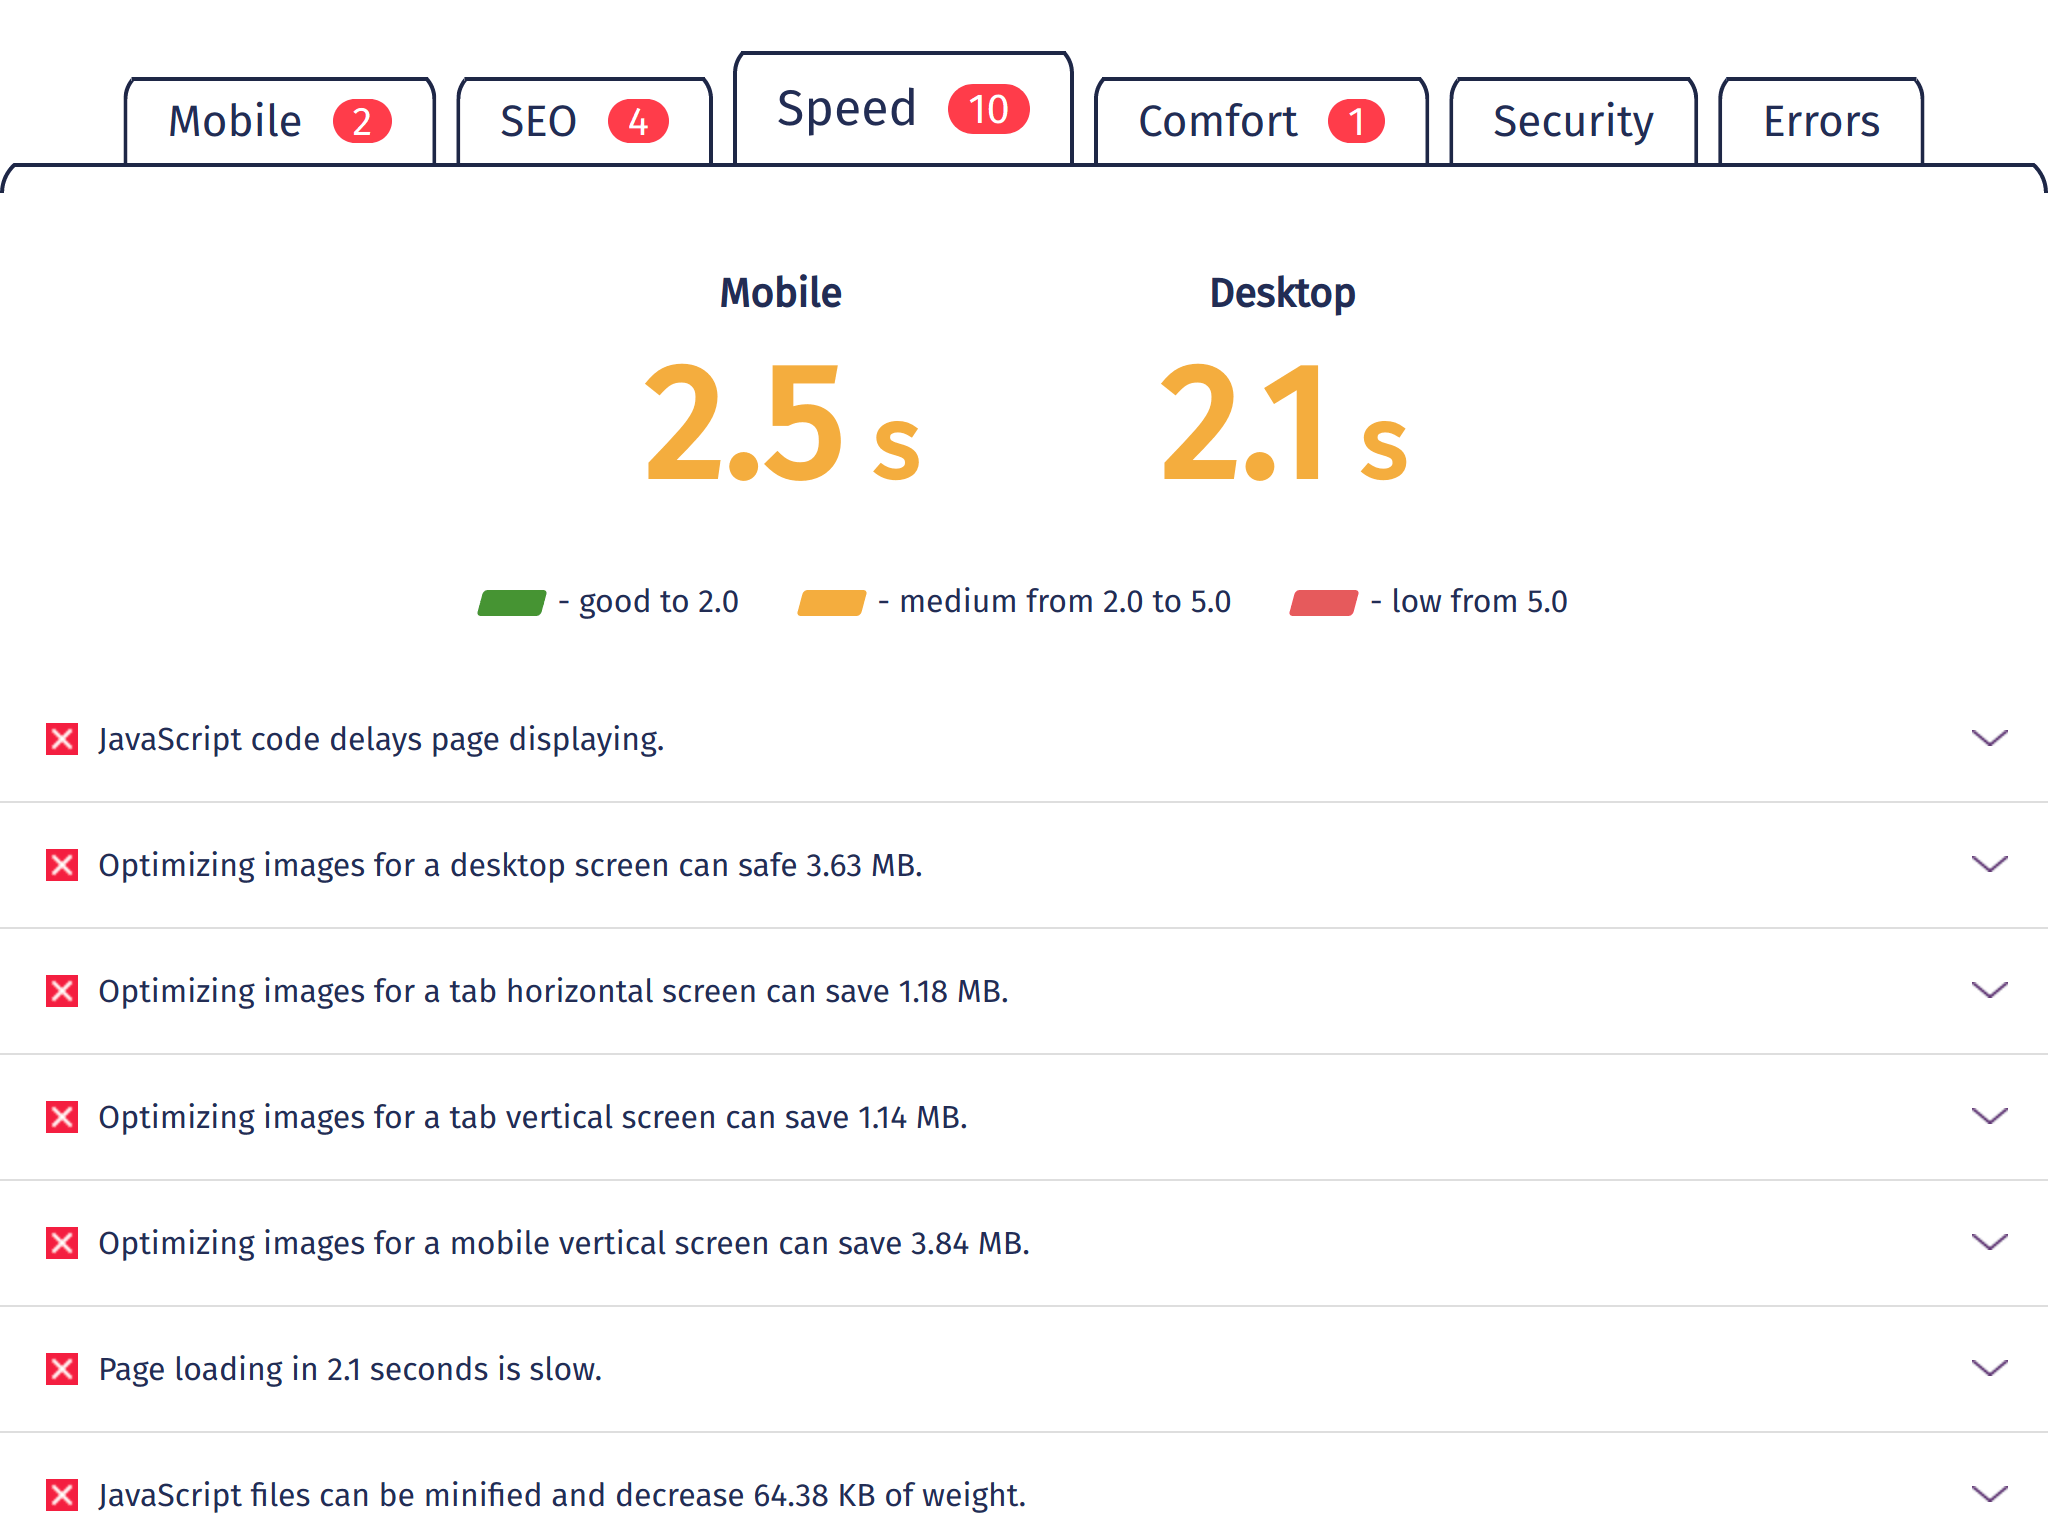 Mobile 2 SEO 4 Speed 10 Comfort 1 Security Errors
Mobile Desktop
2.5 s 2.1 s
- good to 2.0 - medium from 2.0 to 5.0 - low from 5.0
JavaScript code delays page displaying.
Optimizing images for a desktop screen can safe 3.63 MB.
Optimizing images for a tab horizontal screen can save 1.18 MB.
Optimizing images for a tab vertical screen can save 1.14 MB.
Optimizing images for a mobile vertical screen can save 3.84 MB.
Page loading in 2.1 seconds is slow.
JavaScript files can be minified and decrease 64.38 KB of weight.